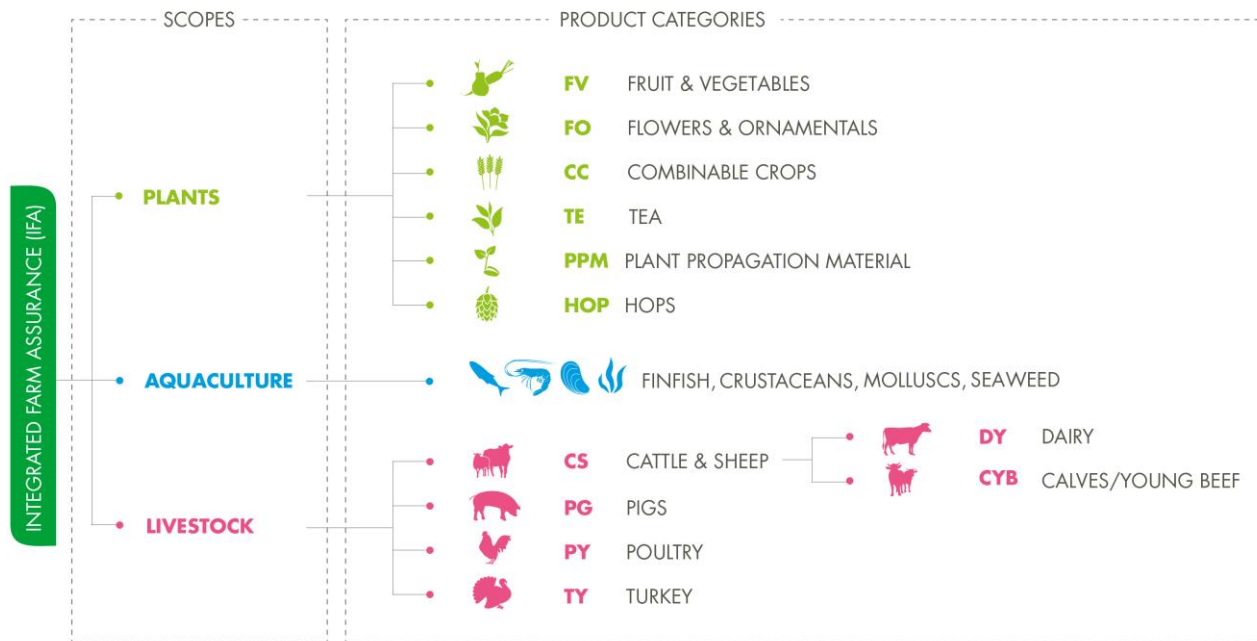 SCOPES
PRODUCT CATEGORIES
INTEGRATED FARM ASSURANCE (IFA)
PLANTS
FV FRUIT & VEGETABLES
FO FLOWERS & ORNAMENTALS
CC COMBINABLE CROPS
TE TEA
PPM PLANT PROPAGATION MATERIAL
HOP HOPS
AQUACULTURE
FINFISH, CRUSTACEANS, MOLLUSCS, SEAWEED
LIVESTOCK
CS CATTLE & SHEEP
DY DAIRY
CYB CALVES/YOUNG BEEF
PG PIGS
PY POULTRY
TY TURKEY